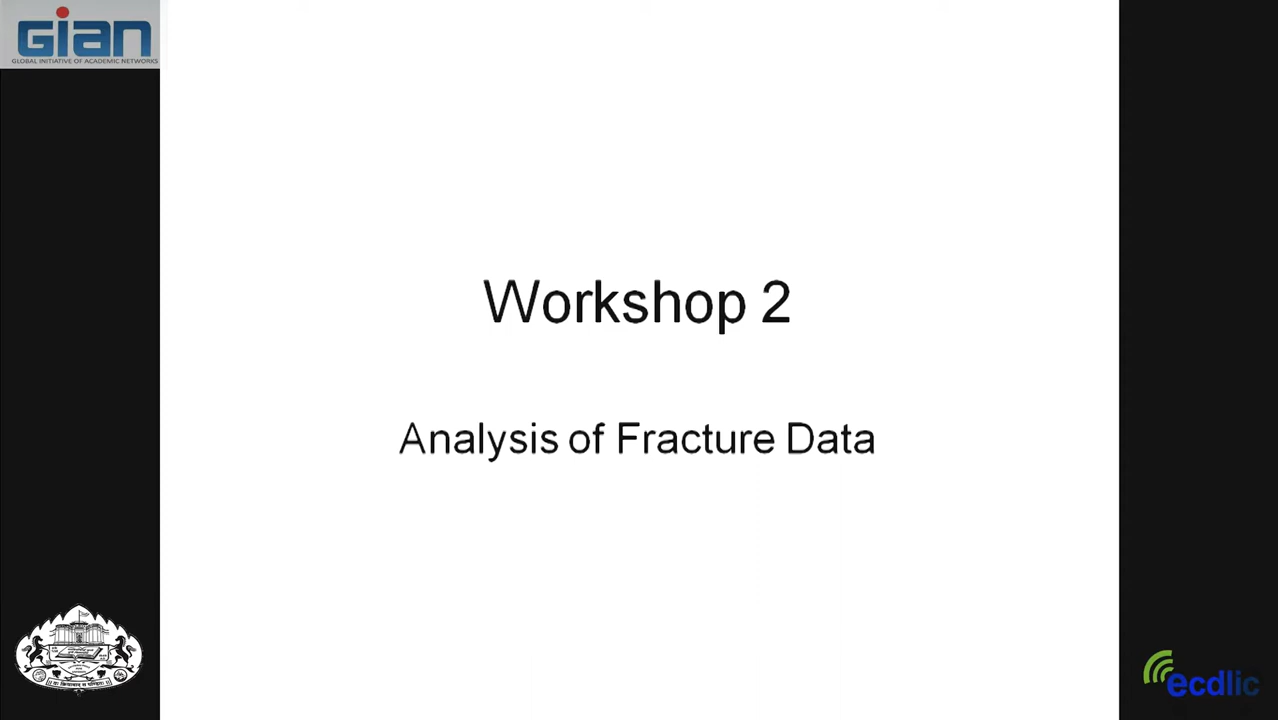 Gian
GLOBAL INITIATIVE OF ACADEMIC NETWORKS
Workshop 2
Analysis of Fracture Data
ecdlic